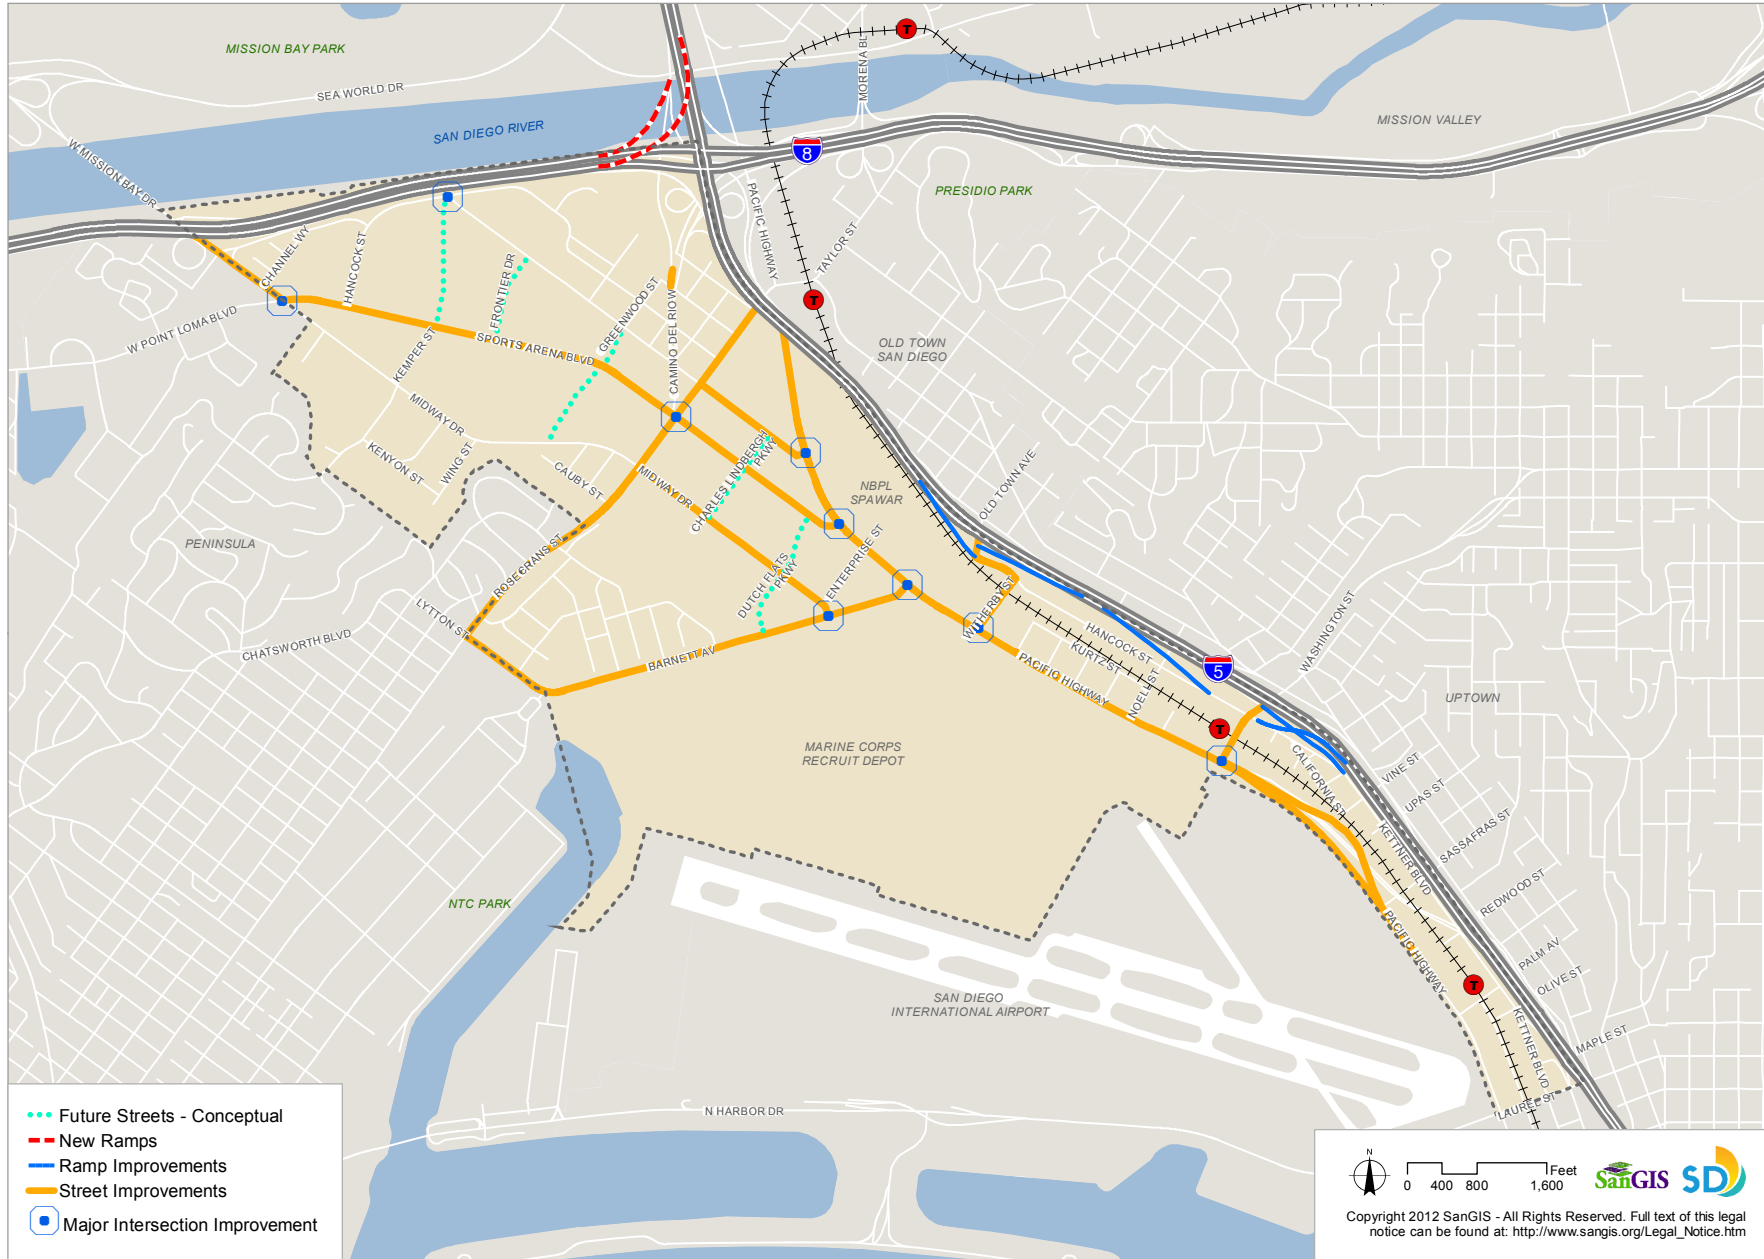 MISSION BAY PARK
SEA WORLD DR
SAN DIEGO RIVER
MORENA BL
T
MISSION VALLEY
8
W MISSION BAY DR
PRESIDIO PARK
PACIFIC HIGHWAY
TAYLOR ST
T
CHANNEL WY
HANCOCK ST
FRONTIER DR
GREENWOOD ST
CAMINO DEL RIO W
W POINT LOMA BLVD
KEMPER ST
SPORTS ARENA BLVD
OLD TOWN
SAN DIEGO
MIDWAY DR
KENYON ST
WING ST
CAUBY ST
MIDWAY DR
CHARLES LINDBERGH
PKWY
NBPL
SPAWAR
OLD TOWN AVE
PENINSULA
ROSECRANS ST
LYTTON ST
CHATSWORTH BLVD
DUTCH FLATS
PKWY
ENTERPRISE ST
BARNETT AV
WITHERBY ST
HANCOCK ST
KURTZ ST
PACIFIC HIGHWAY
NOELL ST
5
WASHINGTON ST
UPTOWN
T
MARINE CORPS
RECRUIT DEPOT
CALIFORNIA ST
VINE ST
UPAS ST
SASSAFRAS ST
KETTNER BLVD
REDWOOD ST
NTC PARK
PACIFIC HIGHWAY
PALM AV
OLIVE ST
T
SAN DIEGO
INTERNATIONAL AIRPORT
KETTNER BLVD
MAPLE ST
LAUREL ST
N HARBOR DR
Future Streets - Conceptual
New Ramps
Ramp Improvements
Street Improvements
Major Intersection Improvement
N
Feet
0 400 800 1,600
SanGIS
SD
Copyright 2012 SanGIS - All Rights Reserved. Full text of this legal
notice can be found at: http://www.sangis.org/Legal_Notice.htm